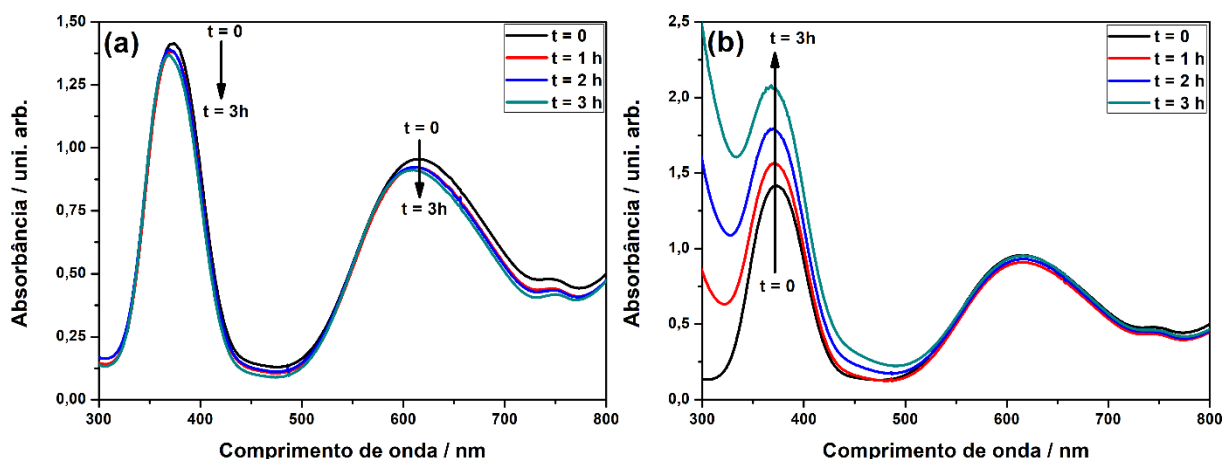 (a)
t = 0
t = 3h
t = 0
t = 3h
t = 0
t = 1 h
t = 2 h
t = 3 h
1,50
1,25
1,00
0,75
0,50
0,25
0,00
300 400 500 600 700 800
Absorbância / uni. arb.
Comprimento de onda / nm
(b)
t = 3h
t = 0
t = 0
t = 1 h
t = 2 h
t = 3 h
2,5
2,0
1,5
1,0
0,5
0,0
300 400 500 600 700 800
Absorbância / uni. arb.
Comprimento de onda / nm